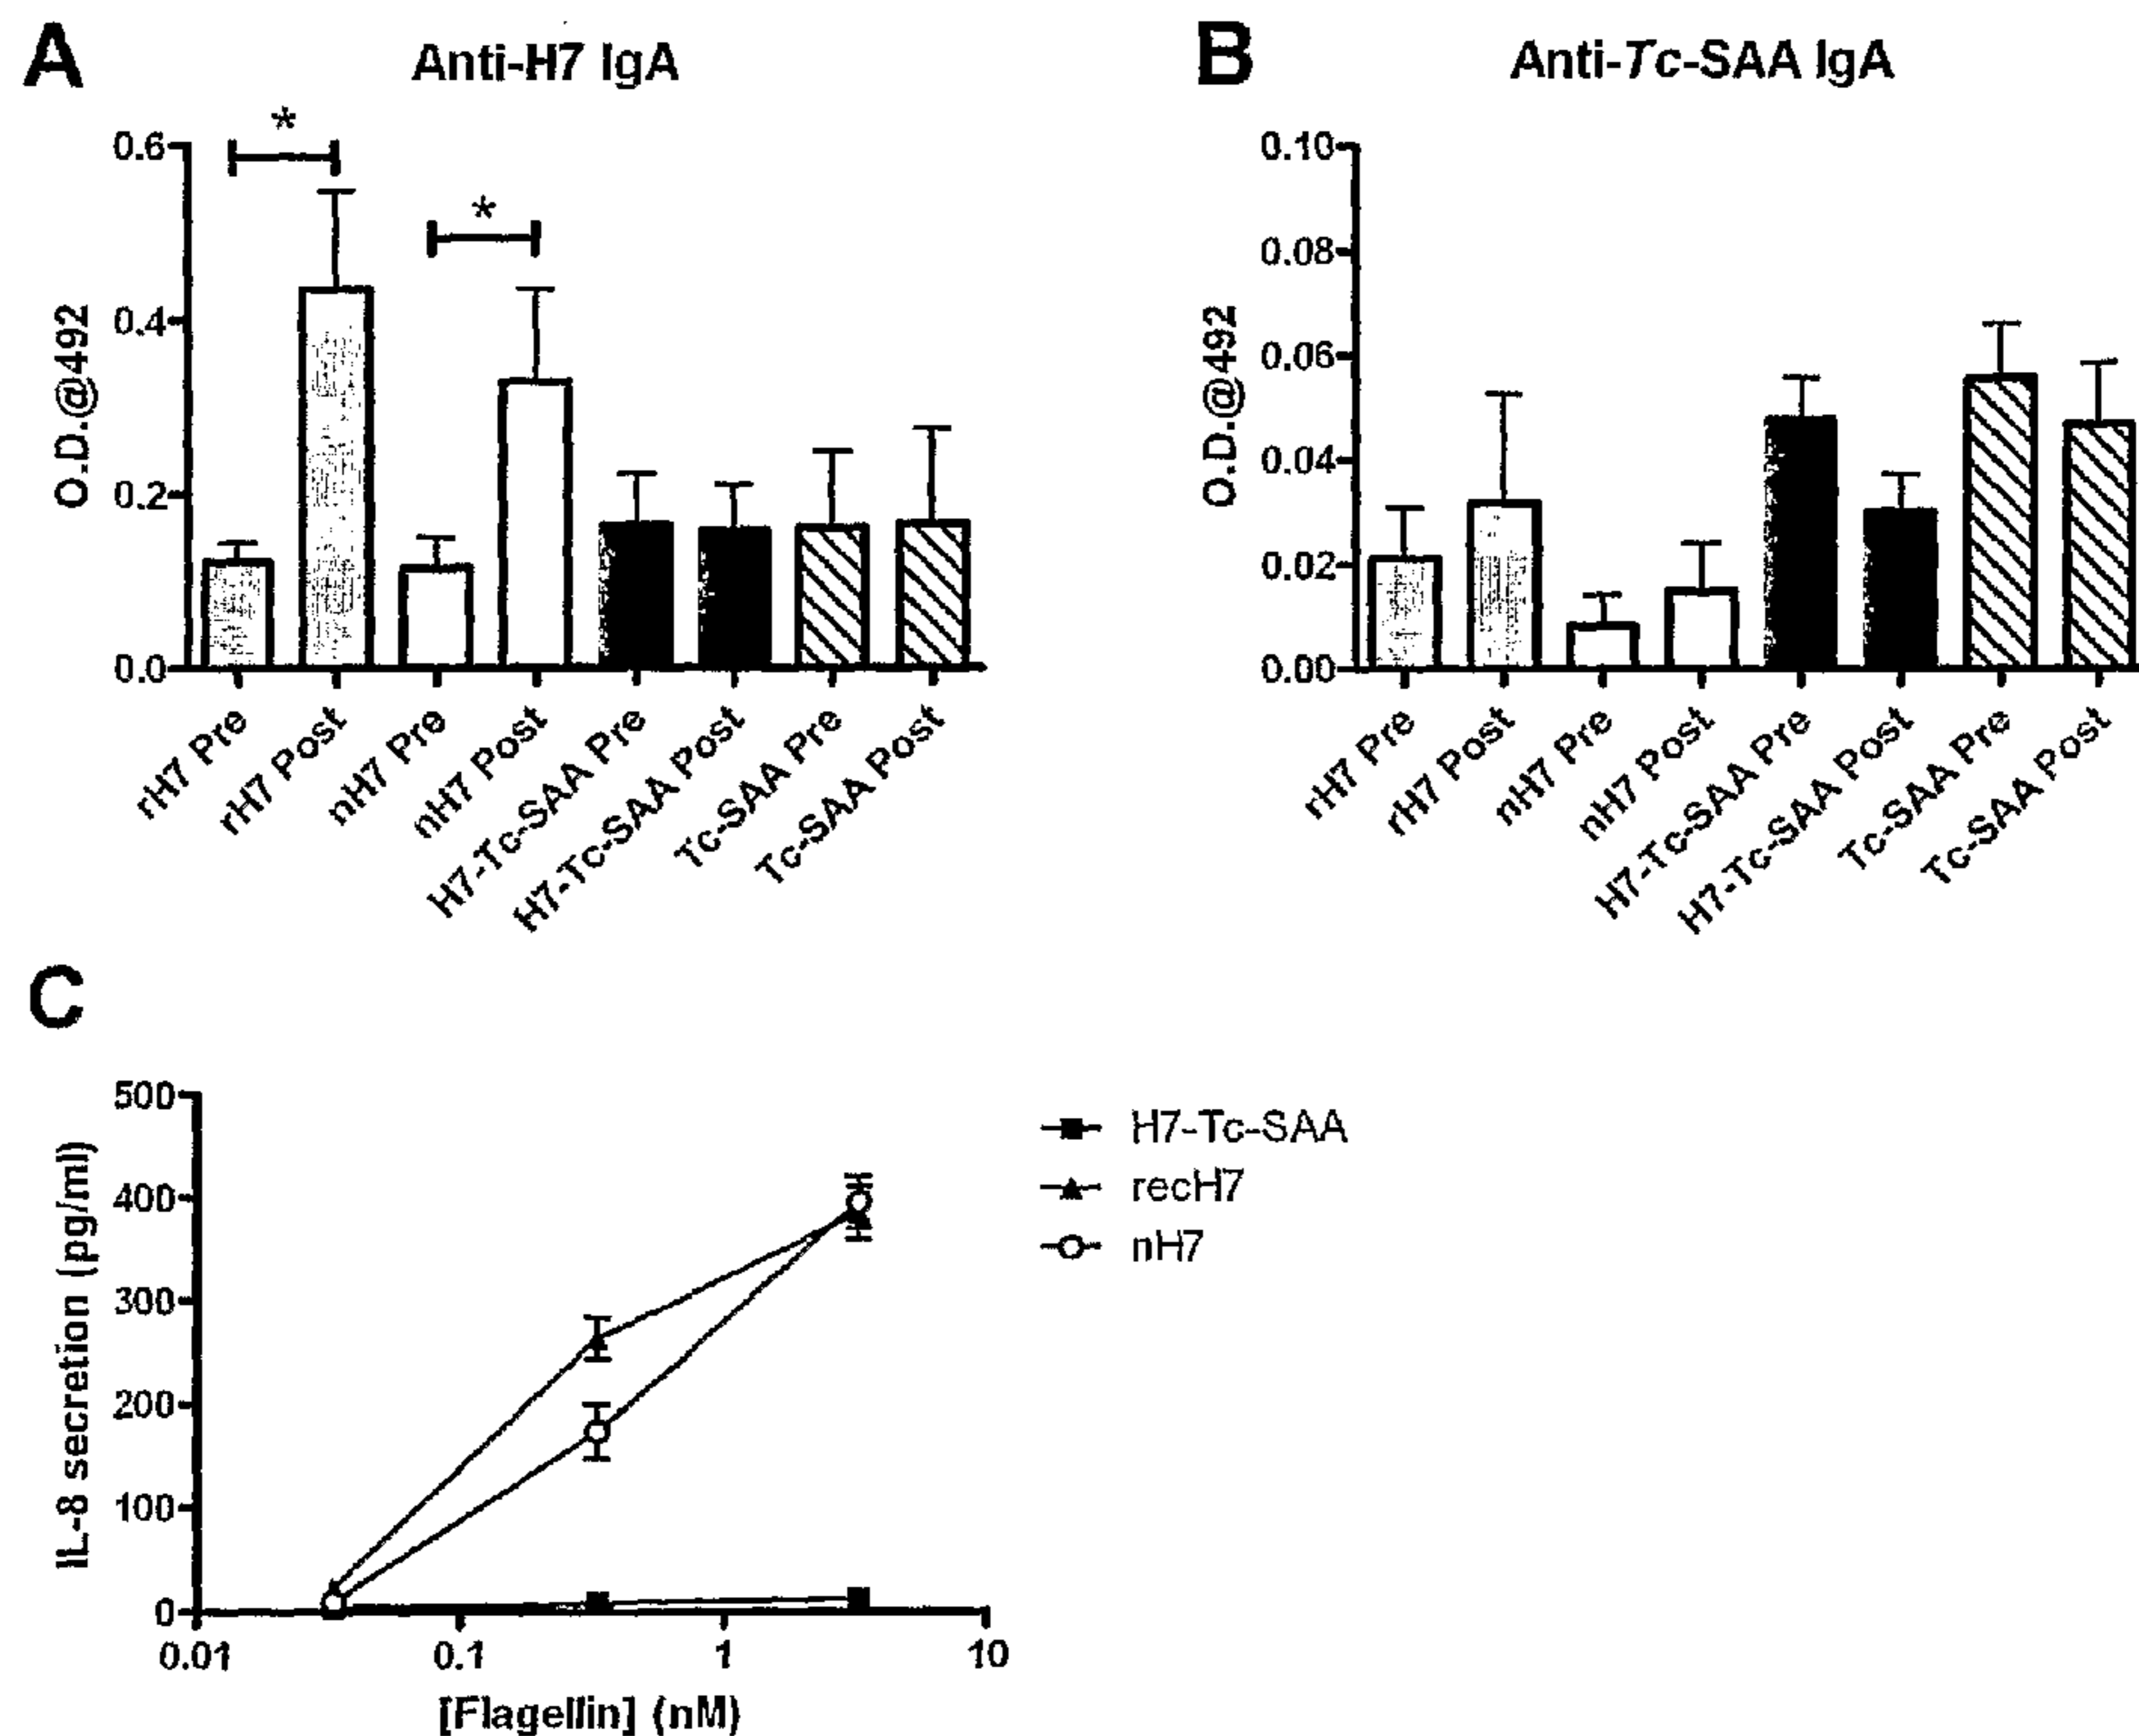 A
Anti-H7 IgA
*
*
0.6
0.4
0.2
0.0
O.D.@492
rH7 Pre
rH7 Post
nH7 Pre
nH7 Post
H7-Tc-SAA Pre
H7-Tc-SAA Post
Tc-SAA Pre
Tc-SAA Post
B
Anti-Tc-SAA IgA
0.10
0.08
0.06
0.04
0.02
0.00
O.D.@492
rH7 Pre
rH7 Post
nH7 Pre
nH7 Post
H7-Tc-SAA Pre
H7-Tc-SAA Post
Tc-SAA Pre
Tc-SAA Post
C
500
400
300
200
100
0
IL-8 secretion (pg/ml)
0.01
0.1
1
10
[Flagellin] (nM)
H7-Tc-SAA
recH7
nH7